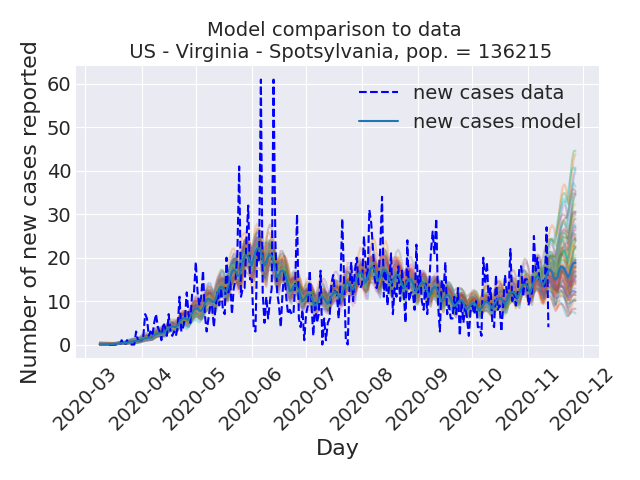 Model comparison to data
US - Virginia - Spotsylvania, pop. = 136215
Number of new cases reported
60
50
40
30
20
10
0
new cases data
new cases model
2020-03
2020-04
2020-05
2020-06
2020-07
2020-08
2020-09
2020-10
2020-11
2020-12
Day